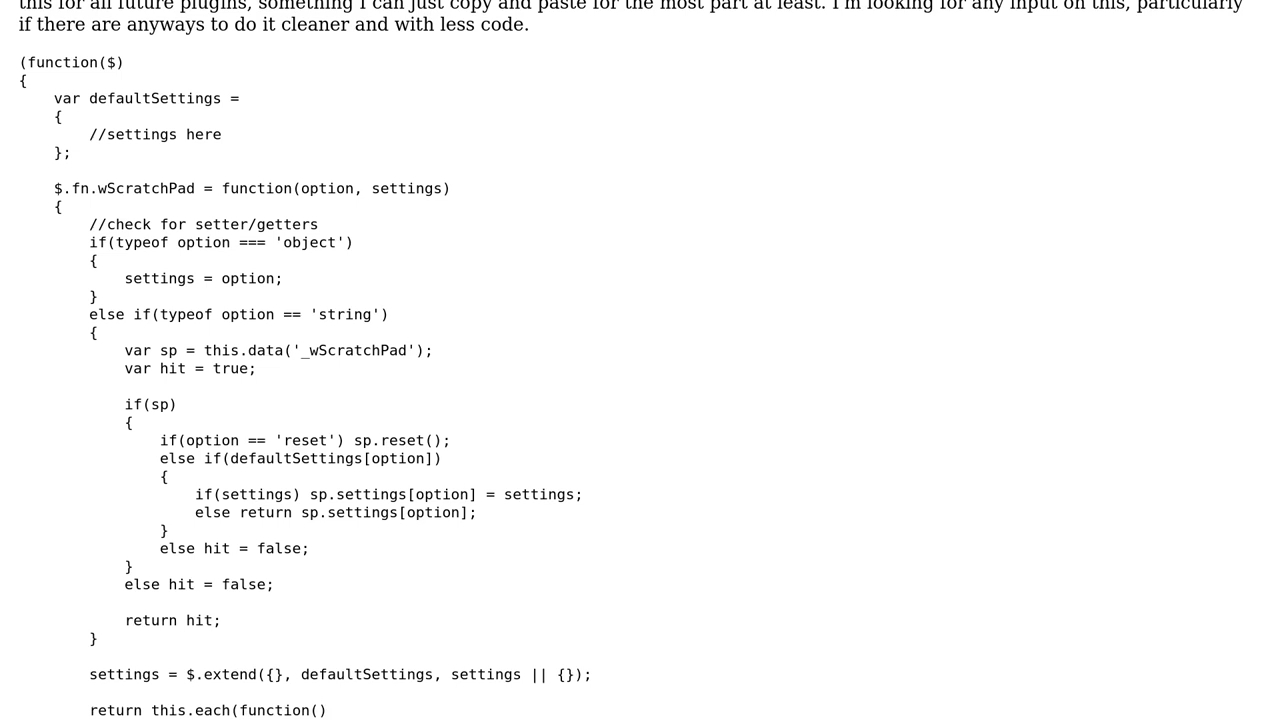 this for all future plugins, something I can just copy and paste for the most part at least. I'm looking for any input on this, particularly
if there are anyways to do it cleaner and with less code.
(function($)
{
    var defaultSettings =
    {
        //settings here
    };

    $.fn.wScratchPad = function(option, settings)
    {
        //check for setter/getters
        if(typeof option === 'object')
        {
            settings = option;
        }
        else if(typeof option == 'string')
        {
            var sp = this.data('_wScratchPad');
            var hit = true;

            if(sp)
            {
                if(option == 'reset') sp.reset();
                else if(defaultSettings[option])
                {
                    if(settings) sp.settings[option] = settings;
                    else return sp.settings[option];
                }
                else hit = false;
            }
            else hit = false;

            return hit;
        }

        settings = $.extend({}, defaultSettings, settings || {});

        return this.each(function()